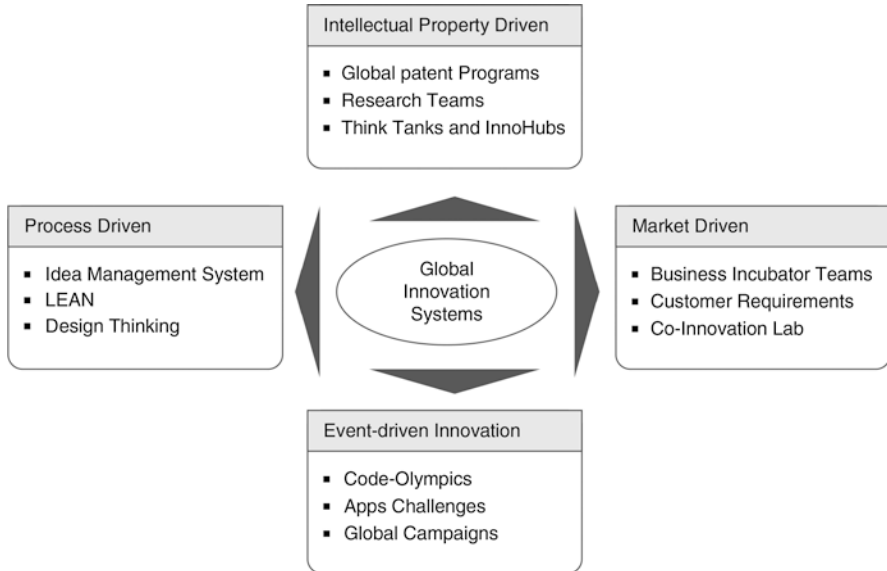 Intellectual Property Driven
▪ Global patent Programs
▪ Research Teams
▪ Think Tanks and InnoHubs
Process Driven
▪ Idea Management System
▪ LEAN
▪ Design Thinking
Global
Innovation
Systems
Market Driven
▪ Business Incubator Teams
▪ Customer Requirements
▪ Co-Innovation Lab
Event-driven Innovation
▪ Code-Olympics
▪ Apps Challenges
▪ Global Campaigns